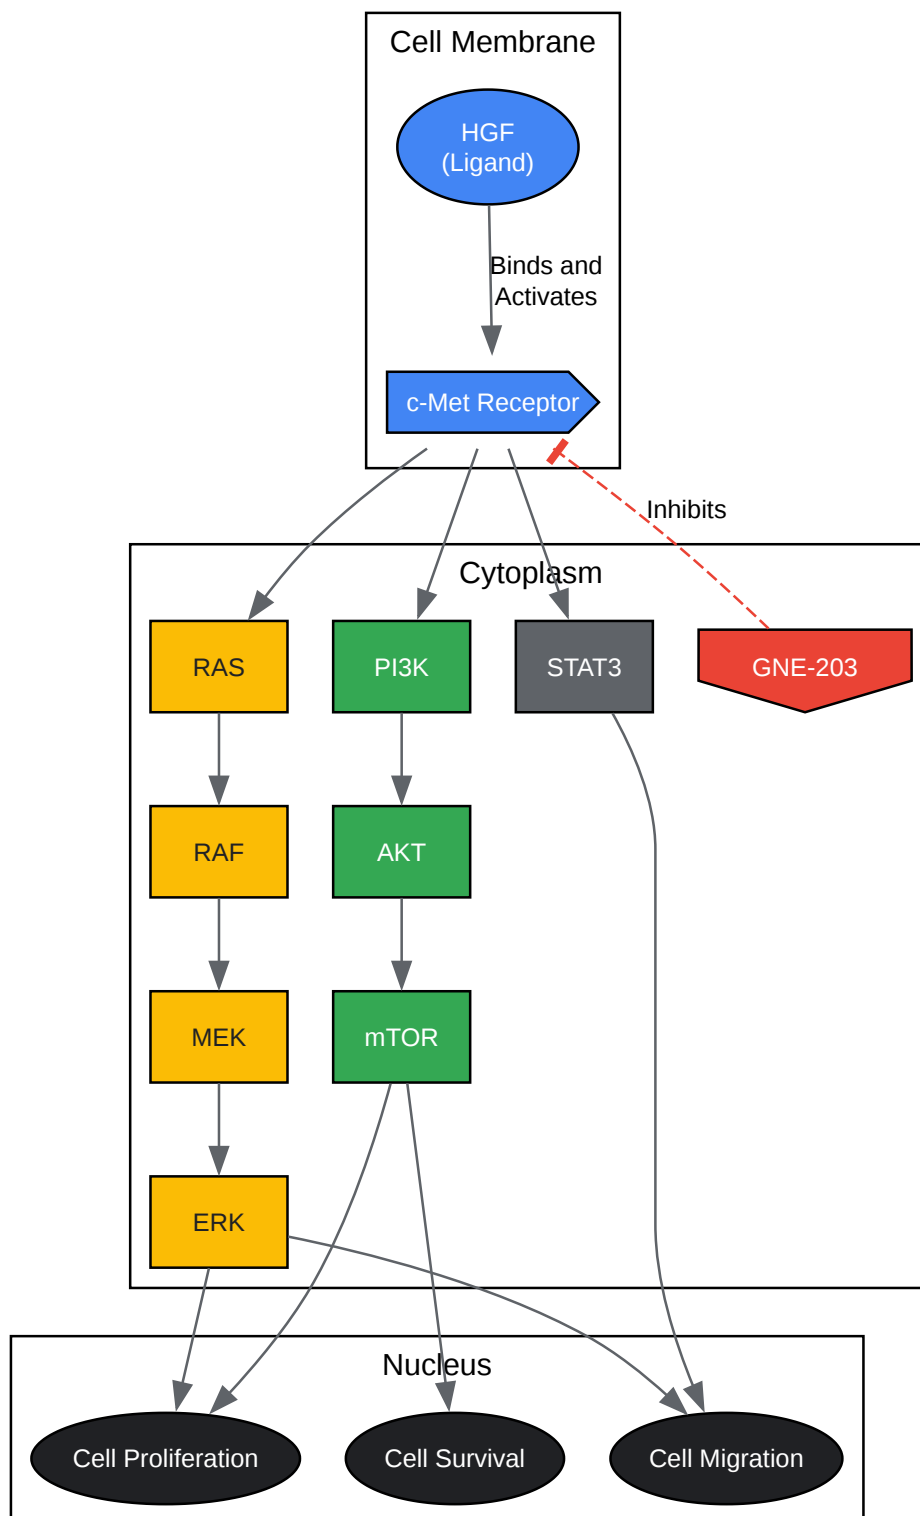 Cell Membrane
HGF
(Ligand)
Binds and
Activates
c-Met Receptor
Inhibits
Cytoplasm
RAS
PI3K
STAT3
GNE-203
RAF
AKT
MEK
mTOR
ERK
Nucleus
Cell Proliferation
Cell Survival
Cell Migration